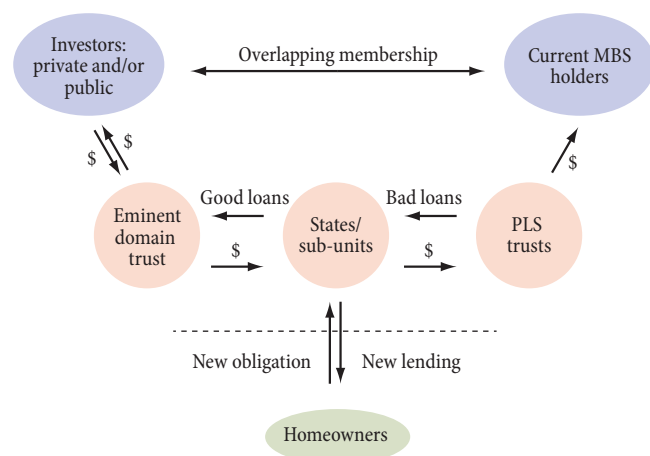 Investors:
private and/or
public
Overlapping membership
Current MBS
holders
$
$
$
Eminent
domain
trust
Good loans
$
States/
sub-units
Bad loans
$
PLS
trusts
New obligation
New lending
Homeowners